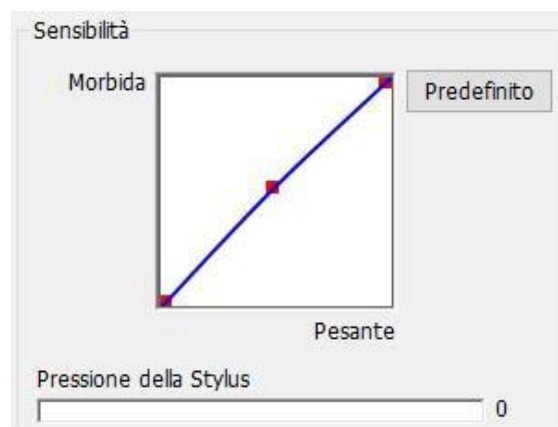 Sensibilità
Morbida
Predefinito
Pesante
Pressione della Stylus
0